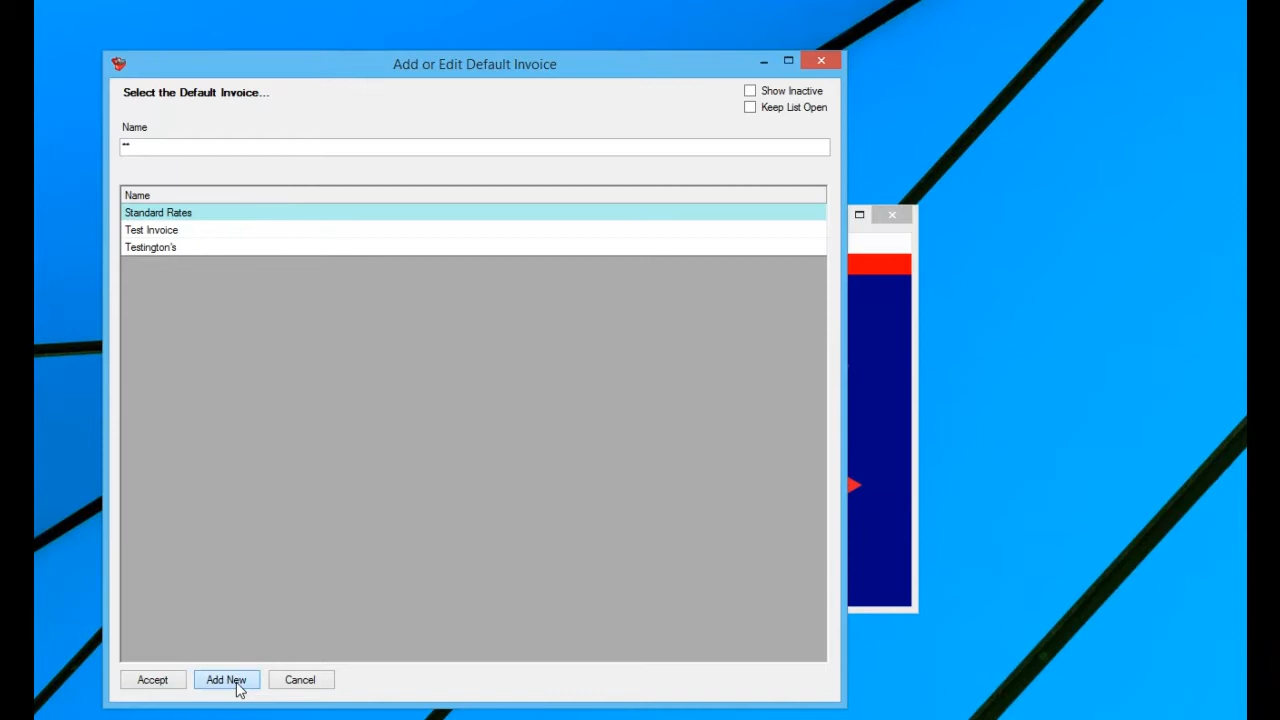 Add or Edit Default Invoice
Select the Default Invoice...
Show Inactive
Keep List Open
Name
**
Name
Standard Rates
Test Invoice
Testington's
Accept
Add New
Cancel